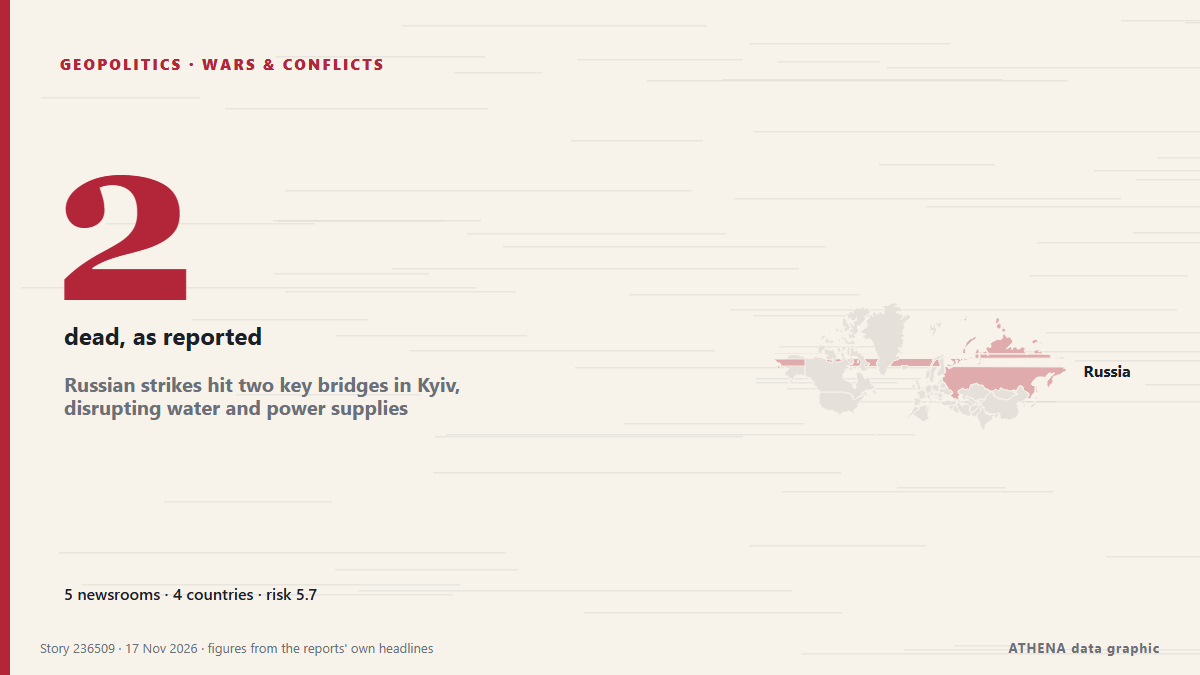 GEOPOLITICS · WARS & CONFLICTS
2
dead, as reported
Russian strikes hit two key bridges in Kyiv,
disrupting water and power supplies
Russia
5 newsrooms · 4 countries · risk 5.7
Story 236509 · 17 Nov 2026 · figures from the reports' own headlines
ATHENA data graphic